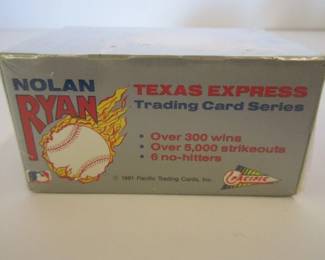 NOLAN
RYAN
TEXAS EXPRESS
Trading Card Series
• Over 300 wins
• Over 5,000 strikeouts
• 6 no-hitters
© 1991 Pacific Trading Cards, Inc.
PACIFIC